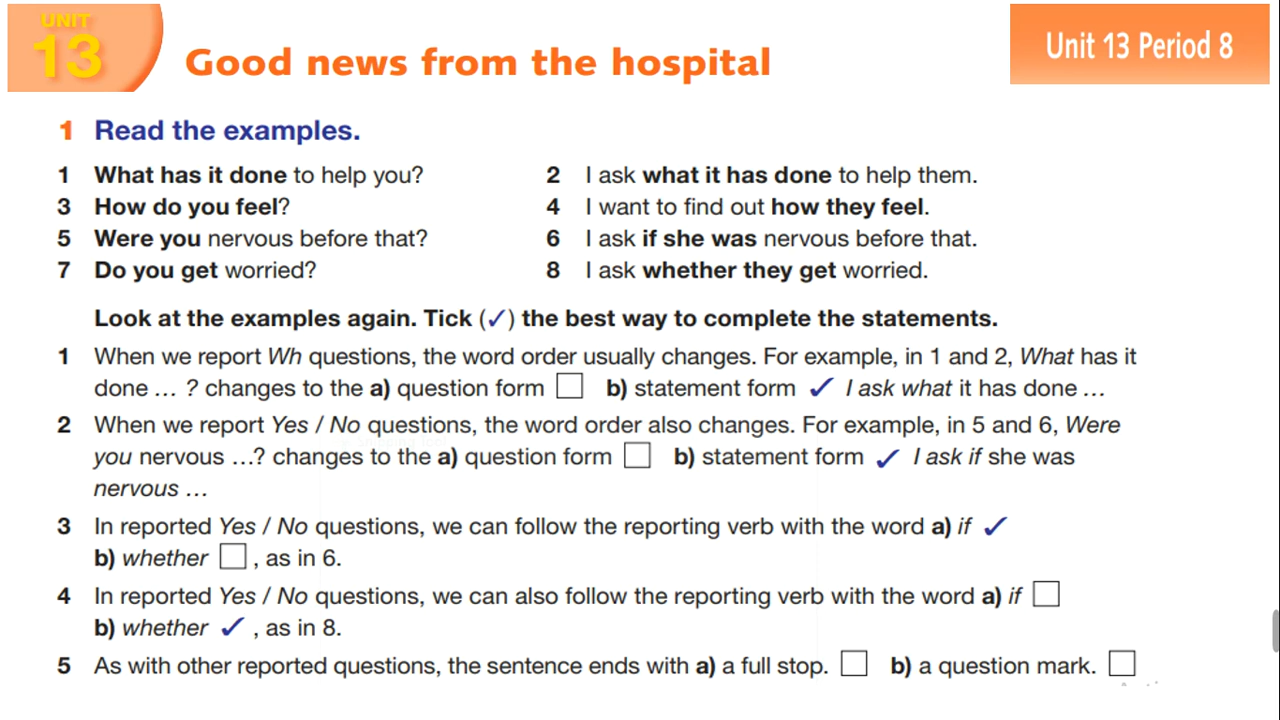 UNIT
13
Good news from the hospital
Unit 13 Period 8
1 Read the examples.
1 What has it done to help you?
2 I ask what it has done to help them.
3 How do you feel?
4 I want to find out how they feel.
5 Were you nervous before that?
6 I ask if she was nervous before that.
7 Do you get worried?
8 I ask whether they get worried.
Look at the examples again. Tick (✓) the best way to complete the statements.
1 When we report Wh questions, the word order usually changes. For example, in 1 and 2, What has it
done … ? changes to the a) question form ☐ b) statement form ✓ I ask what it has done …
2 When we report Yes / No questions, the word order also changes. For example, in 5 and 6, Were
you nervous …? changes to the a) question form ☐ b) statement form ✓ I ask if she was
nervous …
3 In reported Yes / No questions, we can follow the reporting verb with the word a) if ✓
b) whether ☐ , as in 6.
4 In reported Yes / No questions, we can also follow the reporting verb with the word a) if ☐
b) whether ✓ , as in 8.
5 As with other reported questions, the sentence ends with a) a full stop. ☐ b) a question mark. ☐